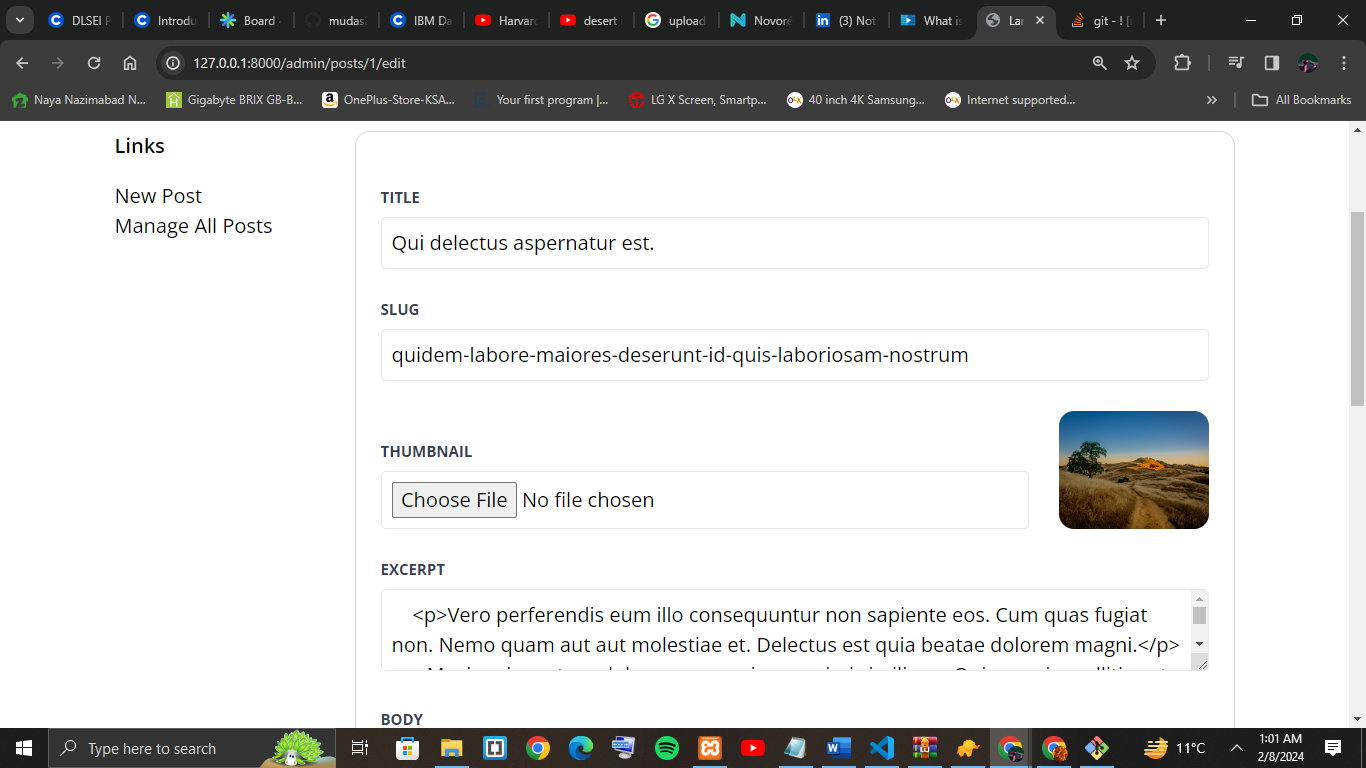 DLSEI P
Introdu
Board -
mudas
IBM Da
Harvar
desert i
upload
Novoré
(3) Not
What is
Lar
git - ! [r
127.0.0.1:8000/admin/posts/1/edit
Naya Nazimabad N...
Gigabyte BRIX GB-B...
OnePlus-Store-KSA...
Your first program |...
LG X Screen, Smartp...
40 inch 4K Samsung...
Internet supported...
All Bookmarks
Links
New Post
Manage All Posts
TITLE
Qui delectus aspernatur est.
SLUG
quidem-labore-maiores-deserunt-id-quis-laboriosam-nostrum
THUMBNAIL
Choose File No file chosen
EXCERPT
<p>Vero perferendis eum illo consequuntur non sapiente eos. Cum quas fugiat
non. Nemo quam aut aut molestiae et. Delectus est quia beatae dolorem magni.</p>
BODY
Type here to search
11°C
1:01 AM
2/8/2024